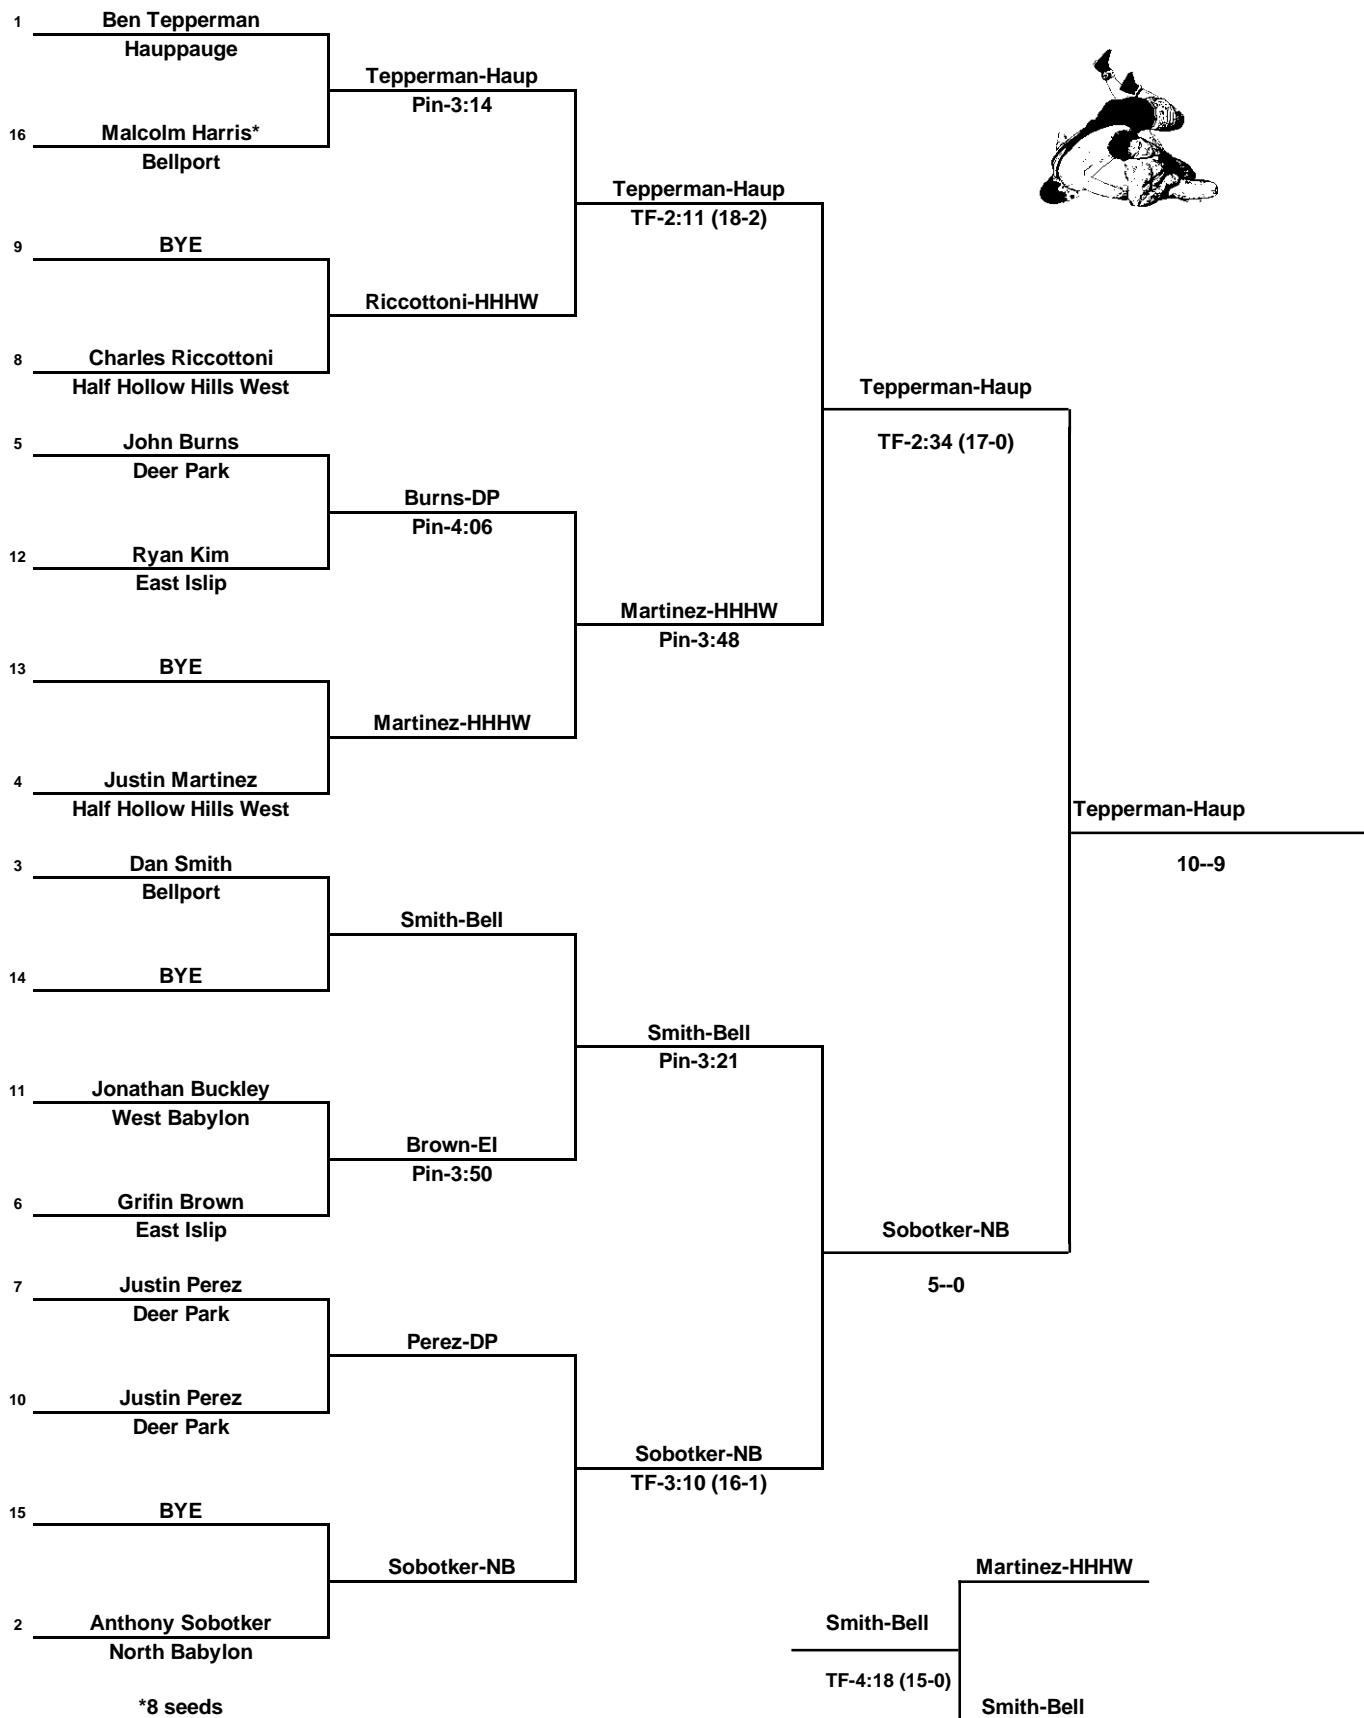 1 Ben Tepperman
Hauppauge
Tepperman-Haup
Pin-3:14
16 Malcolm Harris*
Bellport
Tepperman-Haup
TF-2:11 (18-2)
9 BYE
Riccottoni-HHHW
8 Charles Riccottoni
Half Hollow Hills West
Tepperman-Haup
TF-2:34 (17-0)
5 John Burns
Deer Park
Burns-DP
Pin-4:06
12 Ryan Kim
East Islip
Martinez-HHHW
Pin-3:48
13 BYE
Martinez-HHHW
4 Justin Martinez
Half Hollow Hills West
Tepperman-Haup
10--9
3 Dan Smith
Bellport
Smith-Bell
14 BYE
Smith-Bell
Pin-3:21
11 Jonathan Buckley
West Babylon
Brown-EI
Pin-3:50
6 Grifin Brown
East Islip
Sobotker-NB
5--0
7 Justin Perez
Deer Park
Perez-DP
10 Justin Perez
Deer Park
Sobotker-NB
TF-3:10 (16-1)
15 BYE
Sobotker-NB
2 Anthony Sobotker
North Babylon
Martinez-HHHW
Smith-Bell
TF-4:18 (15-0)
Smith-Bell
*8 seeds